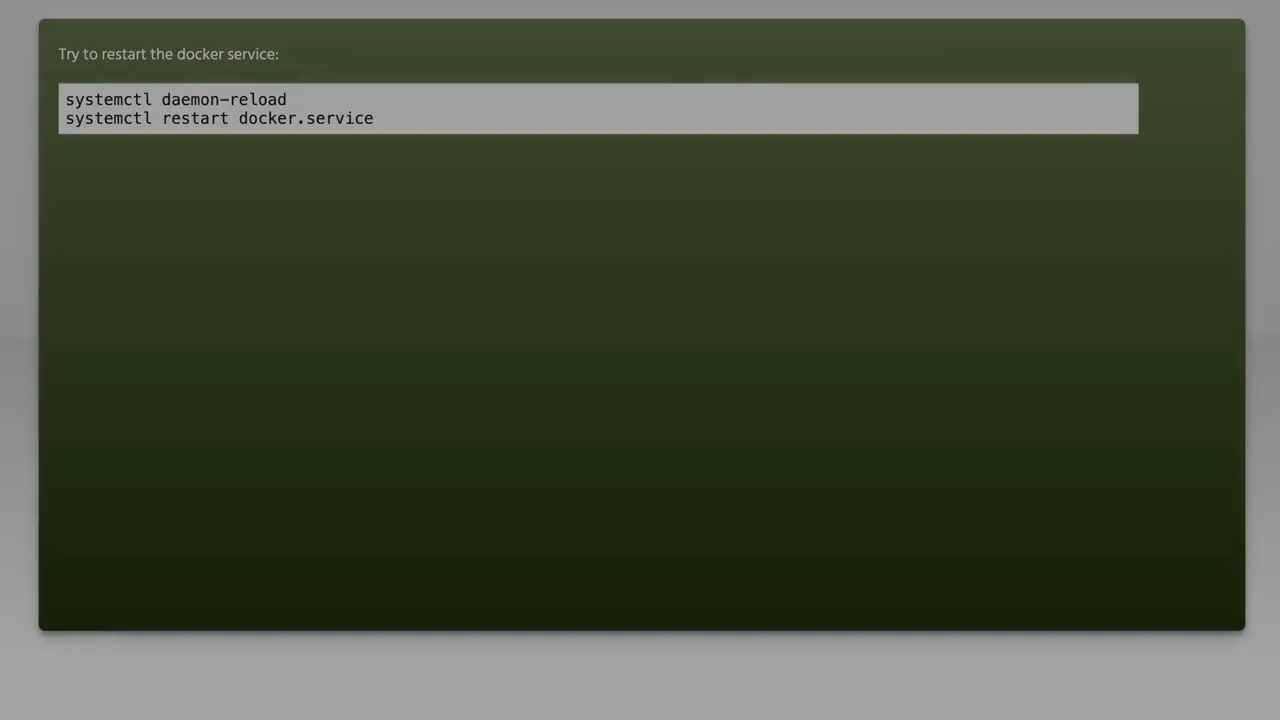 Try to restart the docker service:
systemctl daemon-reload
systemctl restart docker.service